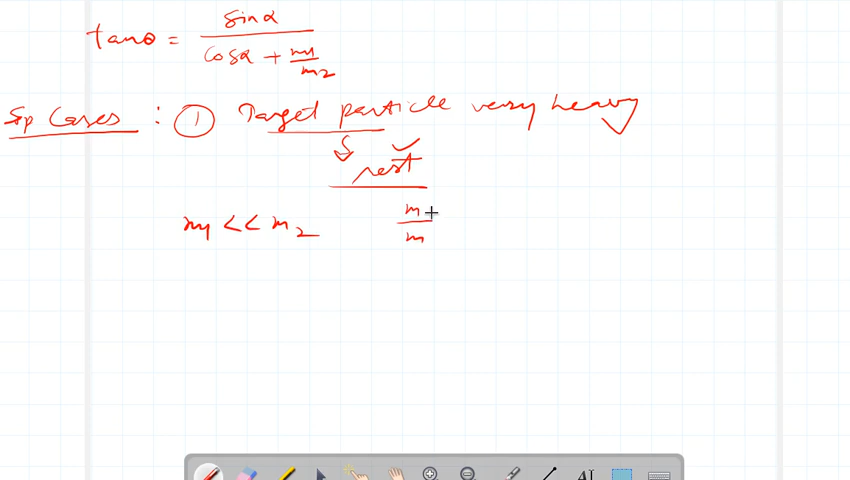 tanθ = sinα / (cosα + m1/m2)
Sp Cases : ① Target particle very heavy
rest
m1 << m2 m/m